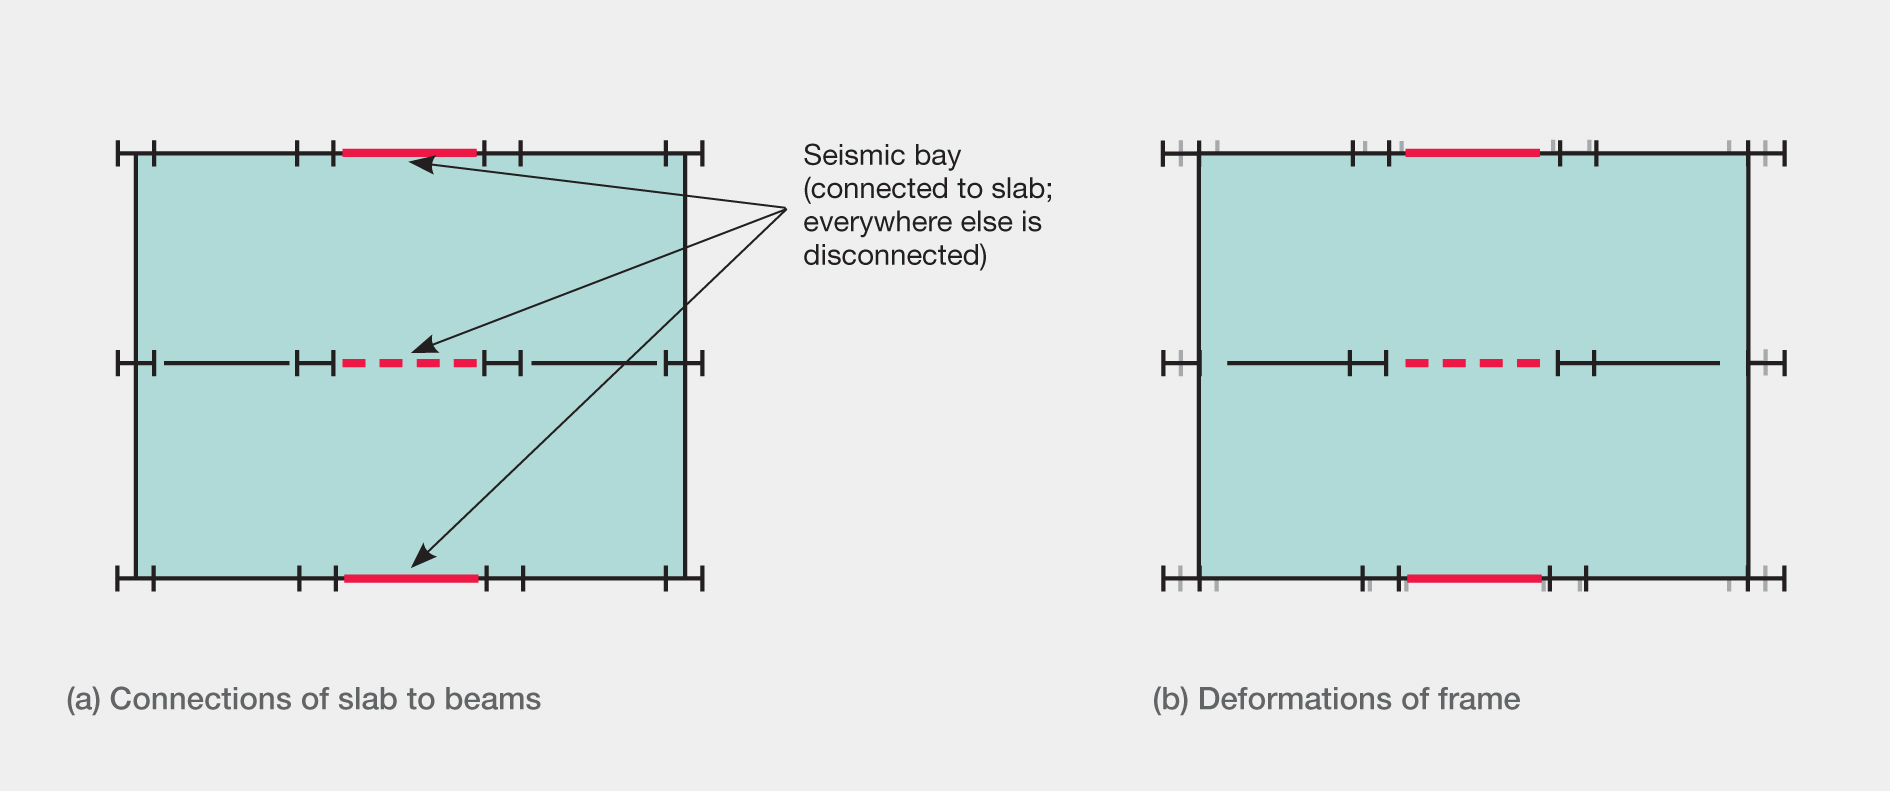 Seismic bay
(connected to slab;
everywhere else is
disconnected)
(a) Connections of slab to beams
(b) Deformations of frame